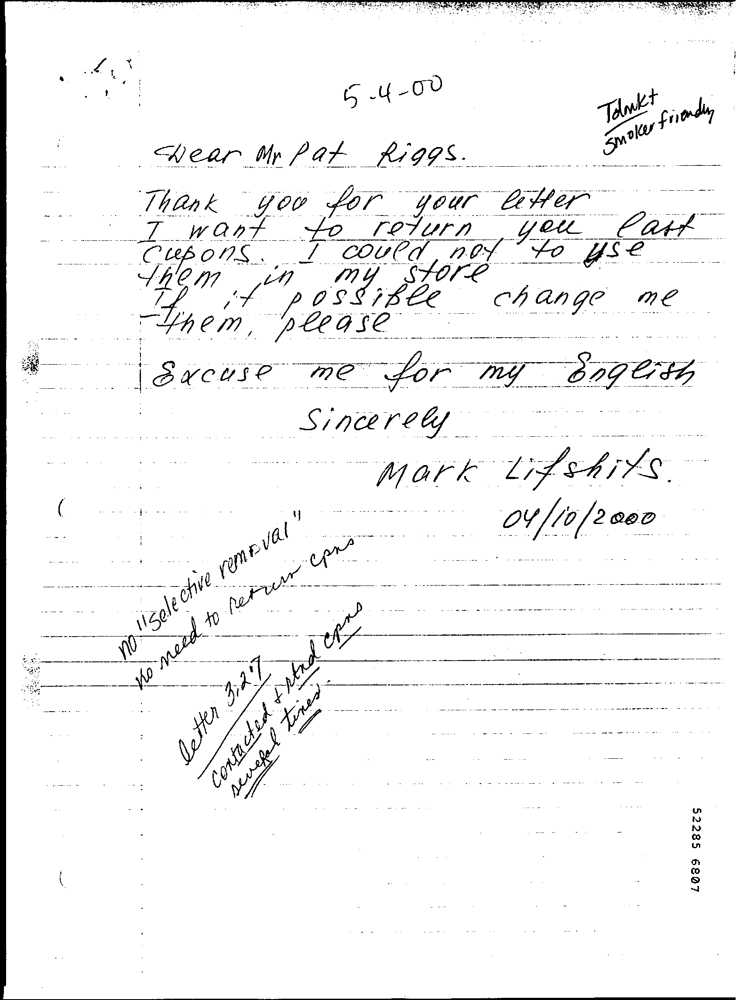 5-4-00
smoker friendly
Dear Mr Pat Riggs.
Thank you for your letter
I want to return you last
cupons. I could not to use
them in my store
If it possible change me
them, please
Excuse me for my English
Sincerely
Mark Lifshits.
04/10/2000
no "selective removal"
no need to return cpns
letter 3.27
contacted + rtnd cpns
several times.
52285 6807